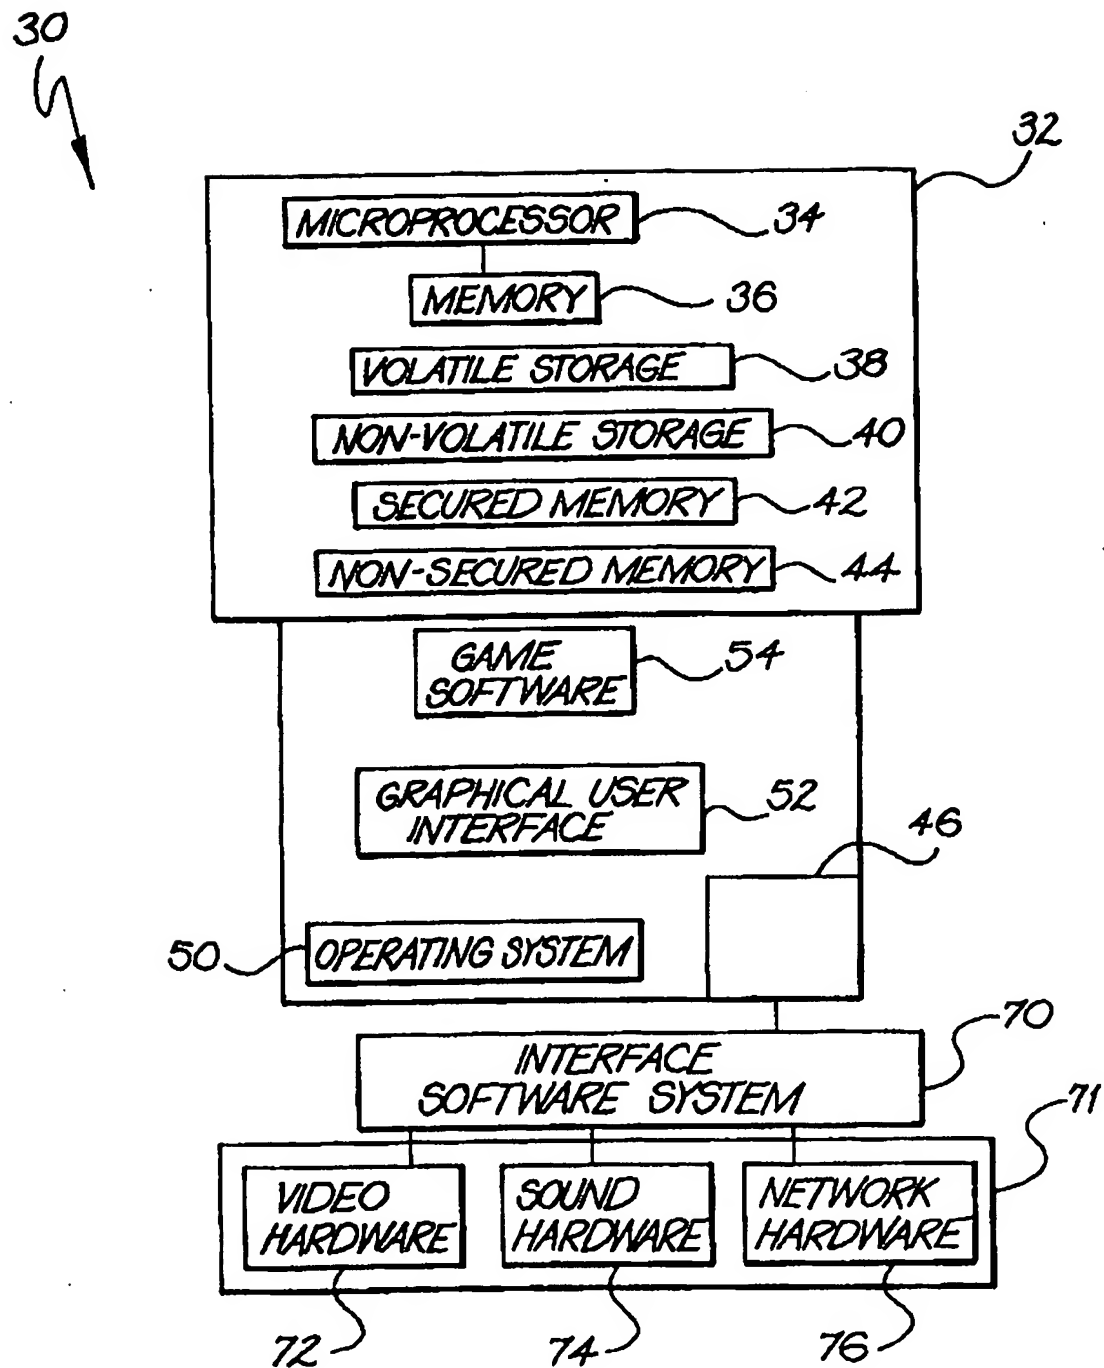 30
32
MICROPROCESSOR 34
MEMORY 36
VOLATILE STORAGE 38
NON-VOLATILE STORAGE 40
SECURED MEMORY 42
NON-SECURED MEMORY 44
GAME
SOFTWARE
54
GRAPHICAL USER
INTERFACE
52
46
50 OPERATING SYSTEM
70
INTERFACE
SOFTWARE SYSTEM
71
VIDEO
HARDWARE
SOUND
HARDWARE
NETWORK
HARDWARE
72
74
76